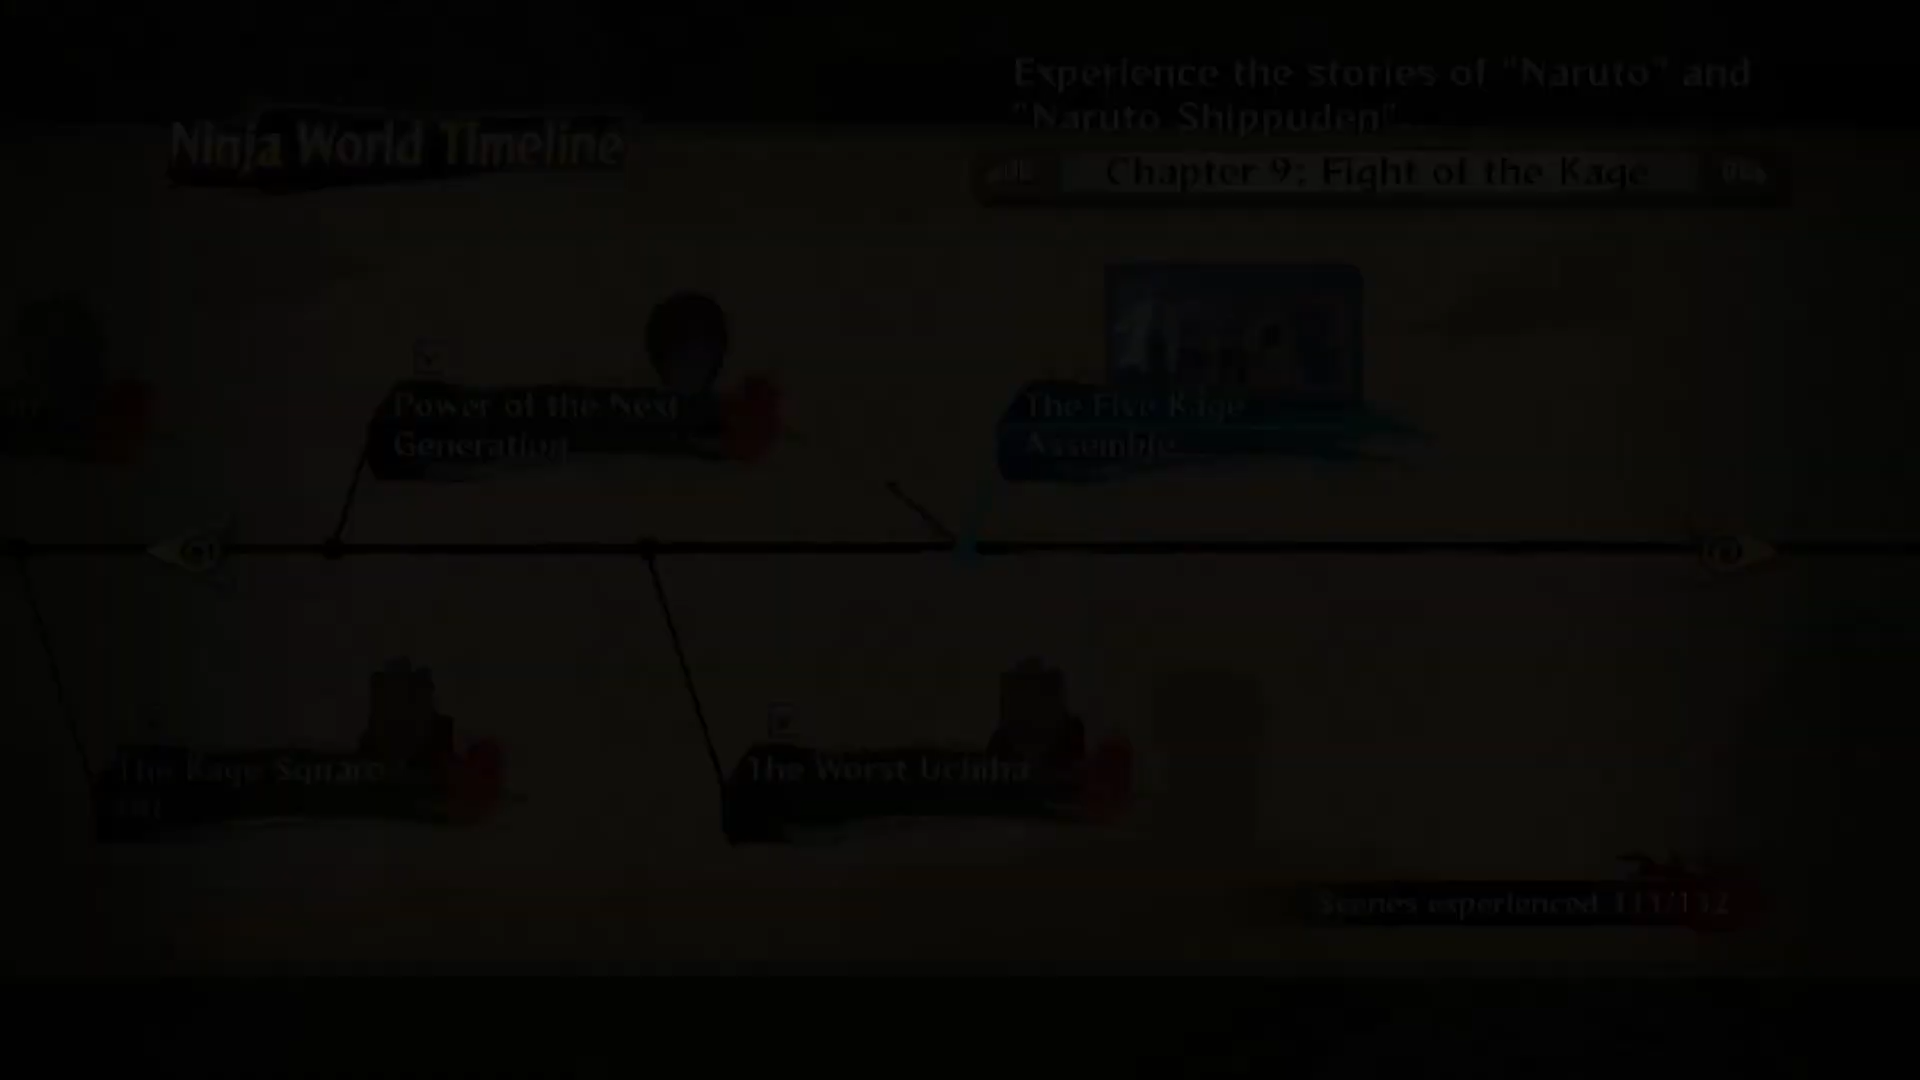 Experience the stories of "Naruto" and
"Naruto Shippuden"
Ninja World Timeline
Chapter 9: Fight of the Kage
Power of the Next
Generation
The Five Kage
Assemble
The Kage Squared
The Worst Uchiha
Scenes experienced